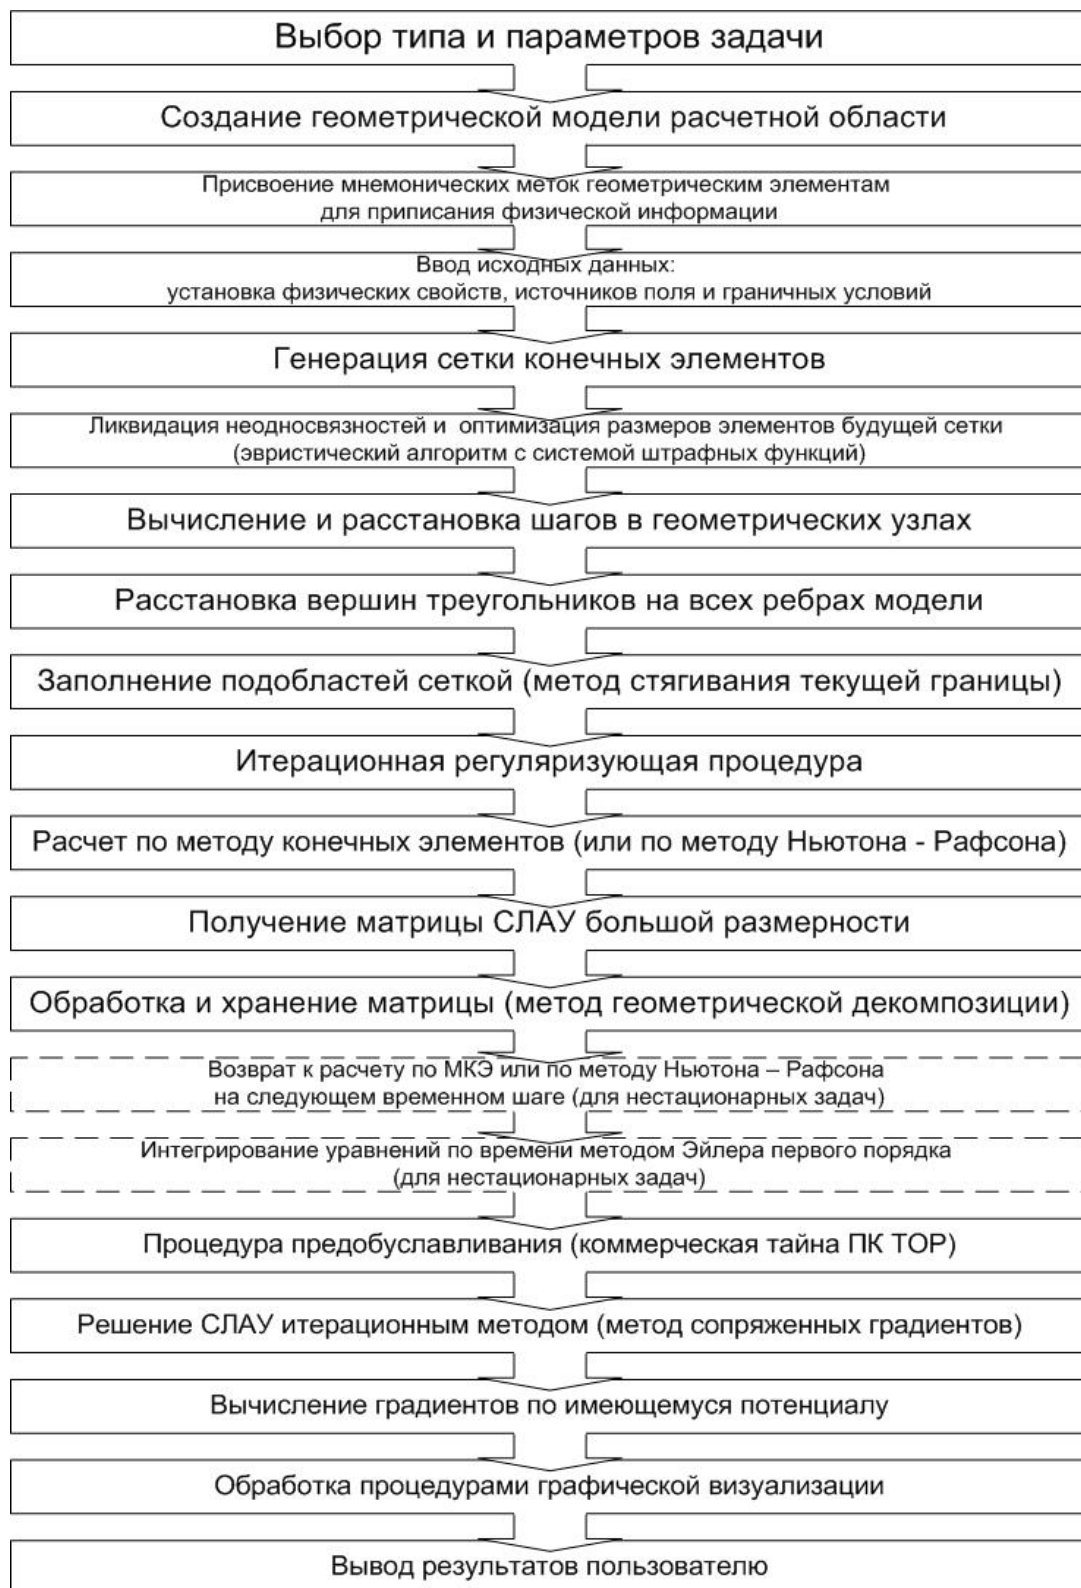 Выбор типа и параметров задачи
Создание геометрической модели расчетной области
Присвоение мнемонических меток геометрическим элементам
для приписания физической информации
Ввод исходных данных:
установка физических свойств, источников поля и граничных условий
Генерация сетки конечных элементов
Ликвидация неодносвязностей и оптимизация размеров элементов будущей сетки
(эвристический алгоритм с системой штрафных функций)
Вычисление и расстановка шагов в геометрических узлах
Расстановка вершин треугольников на всех ребрах модели
Заполнение подобластей сеткой (метод стягивания текущей границы)
Итерационная регуляризующая процедура
Расчет по методу конечных элементов (или по методу Ньютона - Рафсона)
Получение матрицы СЛАУ большой размерности
Обработка и хранение матрицы (метод геометрической декомпозиции)
Возврат к расчету по МКЭ или по методу Ньютона – Рафсона
на следующем временном шаге (для нестационарных задач)
Интегрирование уравнений по времени методом Эйлера первого порядка
(для нестационарных задач)
Процедура предобуславливания (коммерческая тайна ПК ТОР)
Решение СЛАУ итерационным методом (метод сопряженных градиентов)
Вычисление градиентов по имеющемуся потенциалу
Обработка процедурами графической визуализации
Вывод результатов пользователю